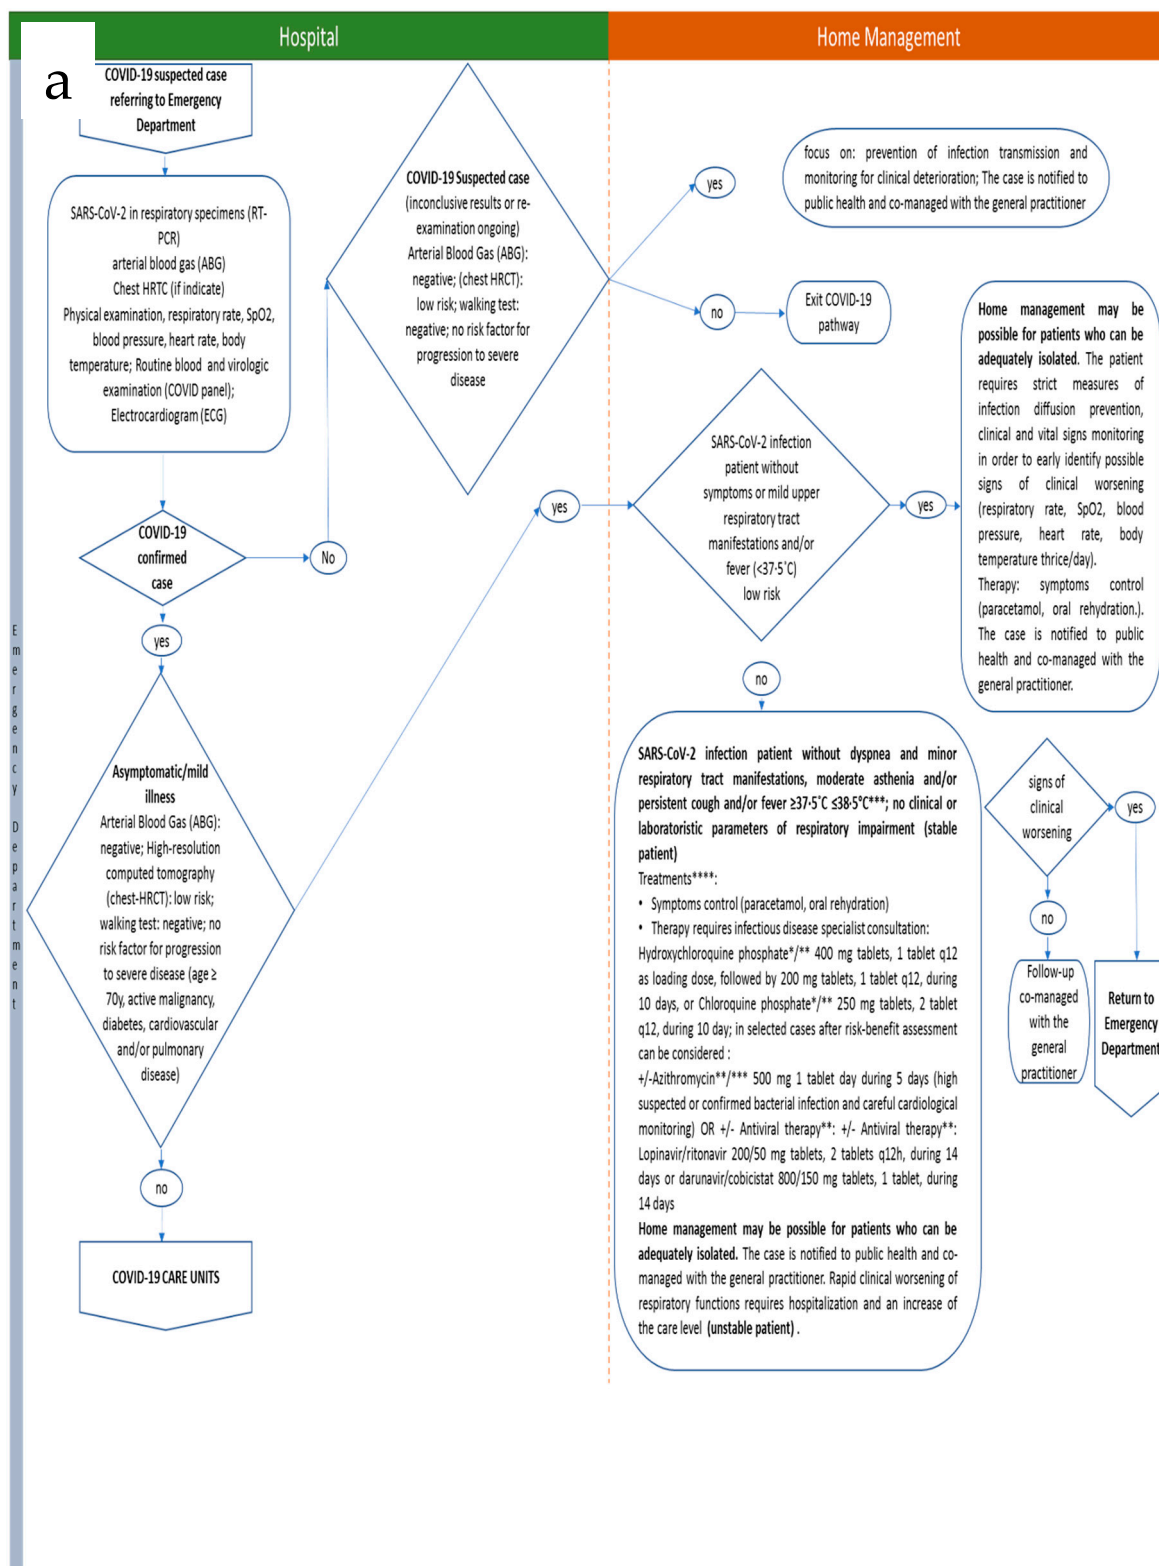 Hospital
Home Management
a
COVID-19 suspected case
referring to Emergency
Department
SARS-CoV-2 in respiratory specimens (RT-
PCR)
arterial blood gas (ABG)
Chest HRTC (if indicate)
Physical examination, respiratory rate, SpO2,
blood pressure, heart rate, body
temperature; Routine blood and virologic
examination (COVID panel);
Electrocardiogram (ECG)
COVID-19
confirmed
case
No
yes
Asymptomatic/mild
illness
Arterial Blood Gas (ABG):
negative; High-resolution
computed tomography
(chest-HRCT): low risk;
walking test: negative; no
risk factor for progression
to severe disease (age ≥
70y, active malignancy,
diabetes, cardiovascular
and/or pulmonary
disease)
no
COVID-19 CARE UNITS
Emergency Department
COVID-19 Suspected case
(inconclusive results or re-
examination ongoing)
Arterial Blood Gas (ABG):
negative; (chest HRCT):
low risk; walking test:
negative; no risk factor for
progression to severe
disease
yes
focus on: prevention of infection transmission and
monitoring for clinical deterioration; The case is notified to
public health and co-managed with the general practitioner
no
Exit COVID-19
pathway
yes
SARS-CoV-2 infection
patient without
symptoms or mild upper
respiratory tract
manifestations and/or
fever (<37·5˚C)
low risk
yes
Home management may be
possible for patients who can be
adequately isolated. The patient
requires strict measures of
infection diffusion prevention,
clinical and vital signs monitoring
in order to early identify possible
signs of clinical worsening
(respiratory rate, SpO2, blood
pressure, heart rate, body
temperature thrice/day).
Therapy: symptoms control
(paracetamol, oral rehydration.).
The case is notified to public
health and co-managed with the
general practitioner.
no
SARS-CoV-2 infection patient without dyspnea and minor
respiratory tract manifestations, moderate asthenia and/or
persistent cough and/or fever ≥37·5˚C ≤38·5°C***; no clinical or
laboratoristic parameters of respiratory impairment (stable
patient)
Treatments****:
• Symptoms control (paracetamol, oral rehydration)
• Therapy requires infectious disease specialist consultation:
Hydroxychloroquine phosphate*/** 400 mg tablets, 1 tablet q12
as loading dose, followed by 200 mg tablets, 1 tablet q12, during
10 days, or Chloroquine phosphate*/** 250 mg tablets, 2 tablet
q12, during 10 day; in selected cases after risk-benefit assessment
can be considered :
+/-Azithromycin**/*** 500 mg 1 tablet day during 5 days (high
suspected or confirmed bacterial infection and careful cardiological
monitoring) OR +/- Antiviral therapy**: +/- Antiviral therapy**:
Lopinavir/ritonavir 200/50 mg tablets, 2 tablets q12h, during 14
days or darunavir/cobicistat 800/150 mg tablets, 1 tablet, during
14 days
Home management may be possible for patients who can be
adequately isolated. The case is notified to public health and co-
managed with the general practitioner. Rapid clinical worsening of
respiratory functions requires hospitalization and an increase of
the care level (unstable patient) .
signs of
clinical
worsening
yes
no
Follow-up
co-managed
with the
general
practitioner
Return to
Emergency
Department